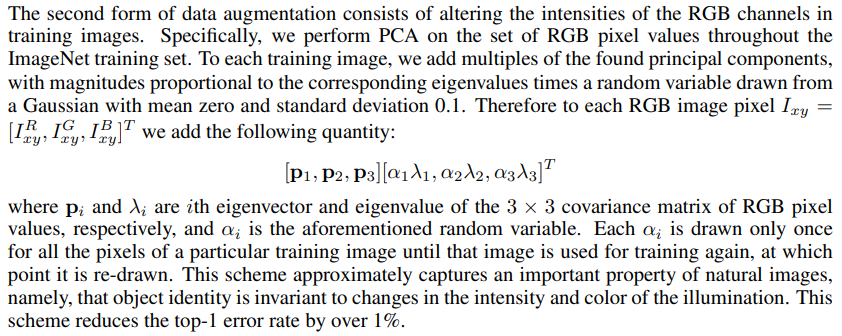 The second form of data augmentation consists of altering the intensities of the RGB channels in
training images. Specifically, we perform PCA on the set of RGB pixel values throughout the
ImageNet training set. To each training image, we add multiples of the found principal components,
with magnitudes proportional to the corresponding eigenvalues times a random variable drawn from
a Gaussian with mean zero and standard deviation 0.1. Therefore to each RGB image pixel $I_{xy} =$
$[I_{xy}^R, I_{xy}^G, I_{xy}^B]^T$ we add the following quantity:
$[\mathbf{p}_1, \mathbf{p}_2, \mathbf{p}_3][\alpha_1\lambda_1, \alpha_2\lambda_2, \alpha_3\lambda_3]^T$
where $\mathbf{p}_i$ and $\lambda_i$ are $i$th eigenvector and eigenvalue of the $3 \times 3$ covariance matrix of RGB pixel
values, respectively, and $\alpha_i$ is the aforementioned random variable. Each $\alpha_i$ is drawn only once
for all the pixels of a particular training image until that image is used for training again, at which
point it is re-drawn. This scheme approximately captures an important property of natural images,
namely, that object identity is invariant to changes in the intensity and color of the illumination. This
scheme reduces the top-1 error rate by over 1%.